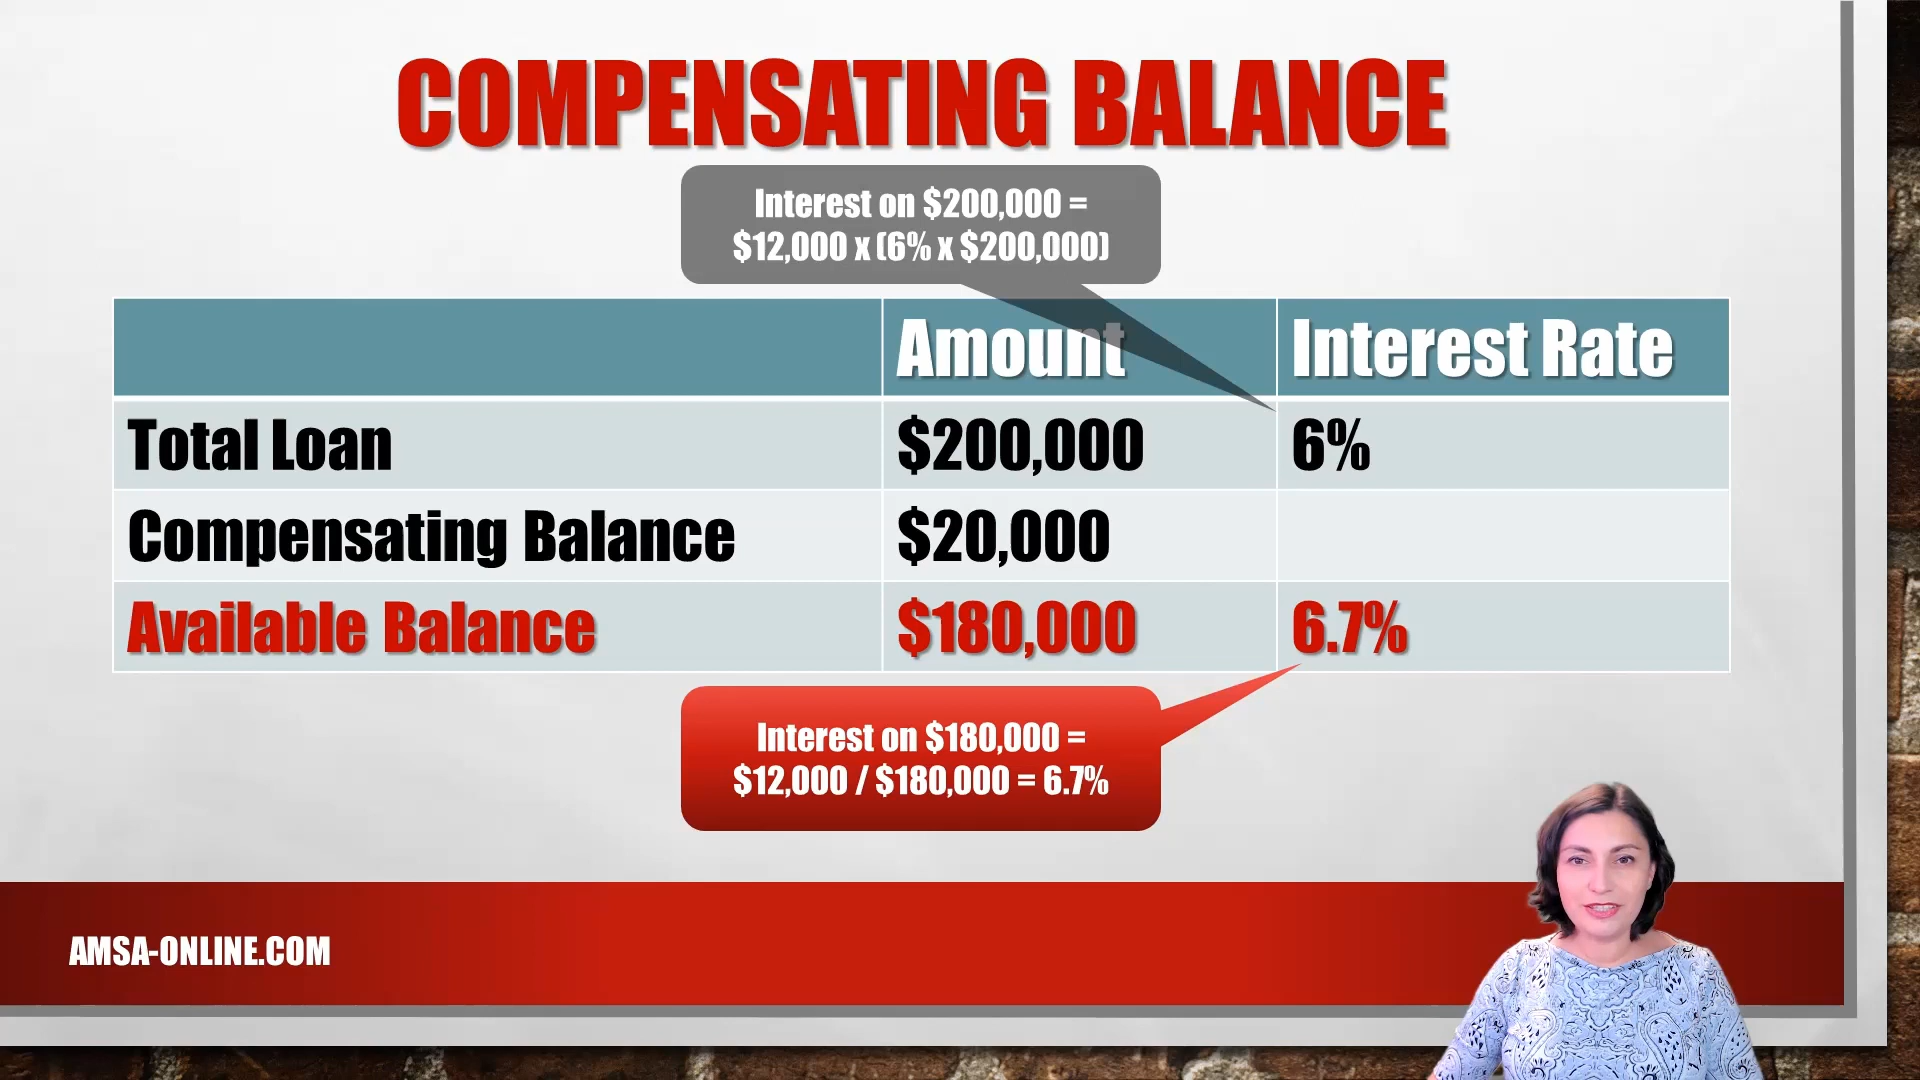 COMPENSATING BALANCE
Interest on $200,000 =
$12,000 x (6% x $200,000)
Amount Interest Rate
Total Loan $200,000 6%
Compensating Balance $20,000
Available Balance $180,000 6.7%
Interest on $180,000 =
$12,000 / $180,000 = 6.7%
AMSA-ONLINE.COM